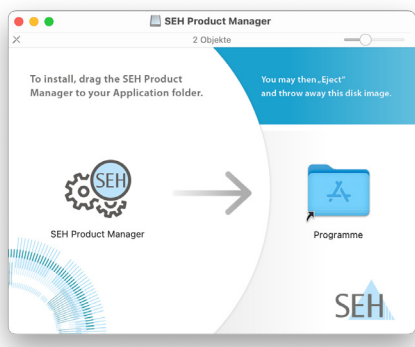 SEH Product Manager
2 Objekte
To install, drag the SEH Product
Manager to your Application folder.
You may then „Eject"
and throw away this disk image.
SEH
SEH Product Manager
Programme
SEH